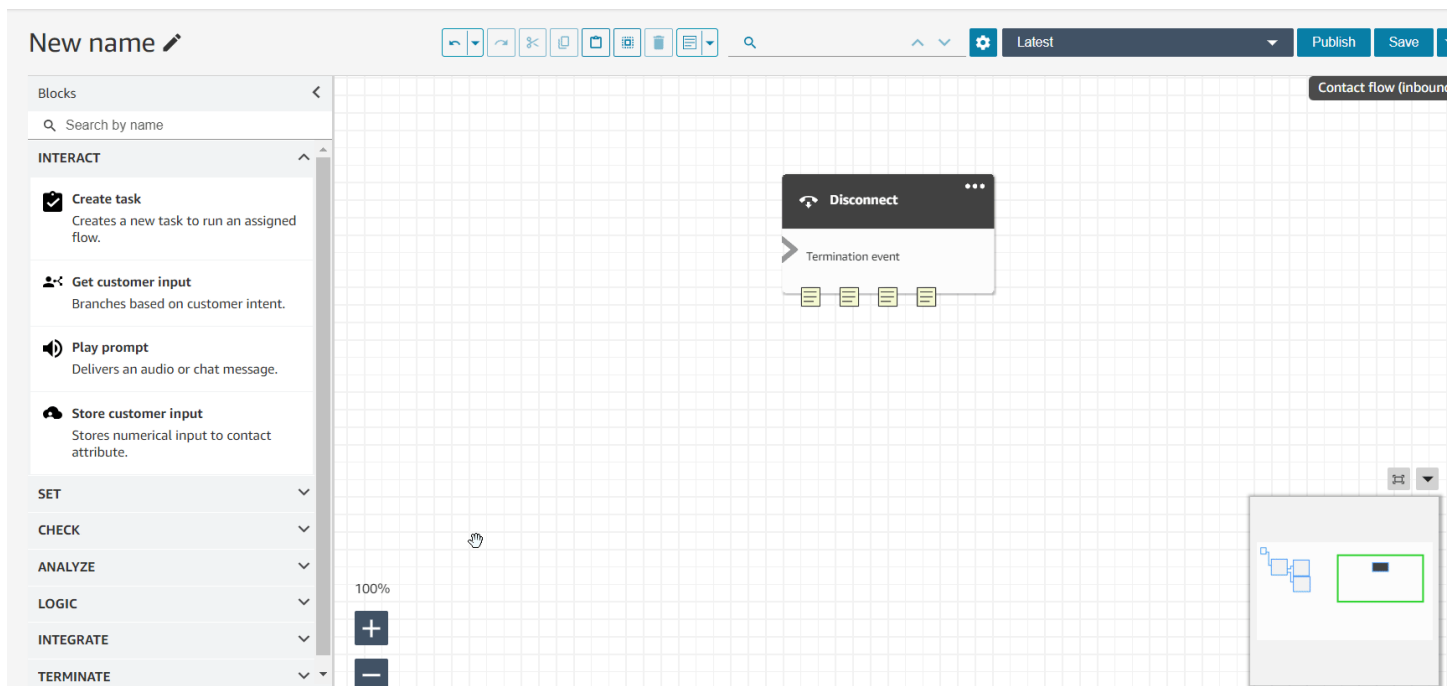 New name
Latest
Publish
Save
Contact flow (inbound
Blocks
Search by name
INTERACT
Create task
Creates a new task to run an assigned
flow.
Get customer input
Branches based on customer intent.
Play prompt
Delivers an audio or chat message.
Store customer input
Stores numerical input to contact
attribute.
SET
CHECK
ANALYZE
LOGIC
INTEGRATE
TERMINATE
Disconnect
Termination event
100%